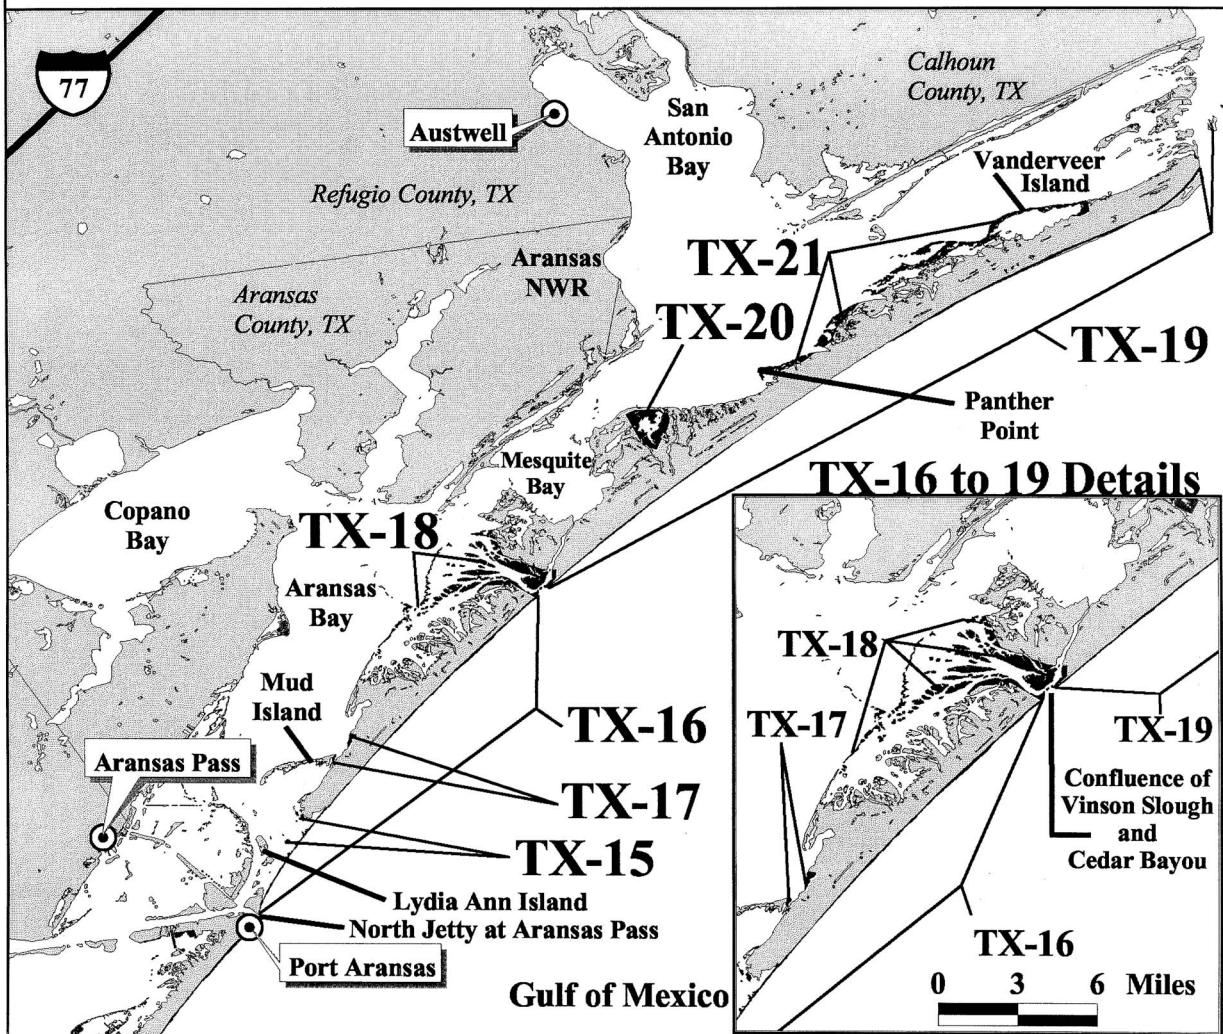 77
Calhoun
County, TX
San
Antonio
Bay
Austwell
Vanderveer
Island
Refugio County, TX
Aransas
NWR
TX-21
Aransas
County, TX
TX-20
TX-19
Panther
Point
Mesquite
Bay
TX-16 to 19 Details
Copano
Bay
TX-18
Aransas
Bay
Mud
Island
TX-16
Aransas Pass
TX-17
TX-15
Lydia Ann Island
North Jetty at Aransas Pass
Port Aransas
Gulf of Mexico
TX-18
TX-17
TX-19
Confluence of
Vinson Slough
and
Cedar Bayou
TX-16
0 3 6 Miles